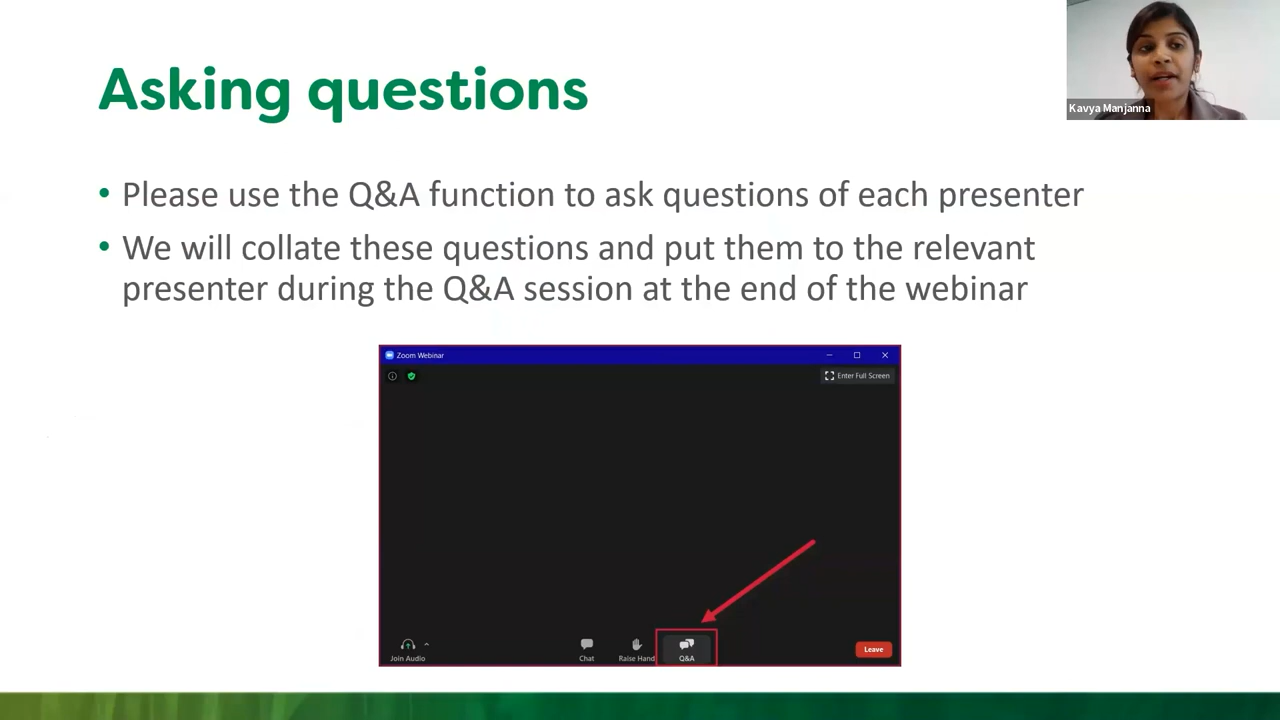 Asking questions
Kavya Manjanna
• Please use the Q&A function to ask questions of each presenter
• We will collate these questions and put them to the relevant
presenter during the Q&A session at the end of the webinar
Zoom Webinar
Enter Full Screen
Join Audio
Chat
Raise Hand
Q&A
Leave